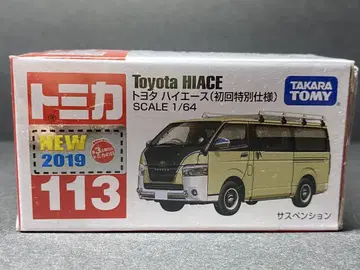 トミカ
Toyota HIACE
トヨタ ハイエース(初回特別仕様)
SCALE 1/64
TAKARA
TOMY
NEW
2019
113
サスペンション